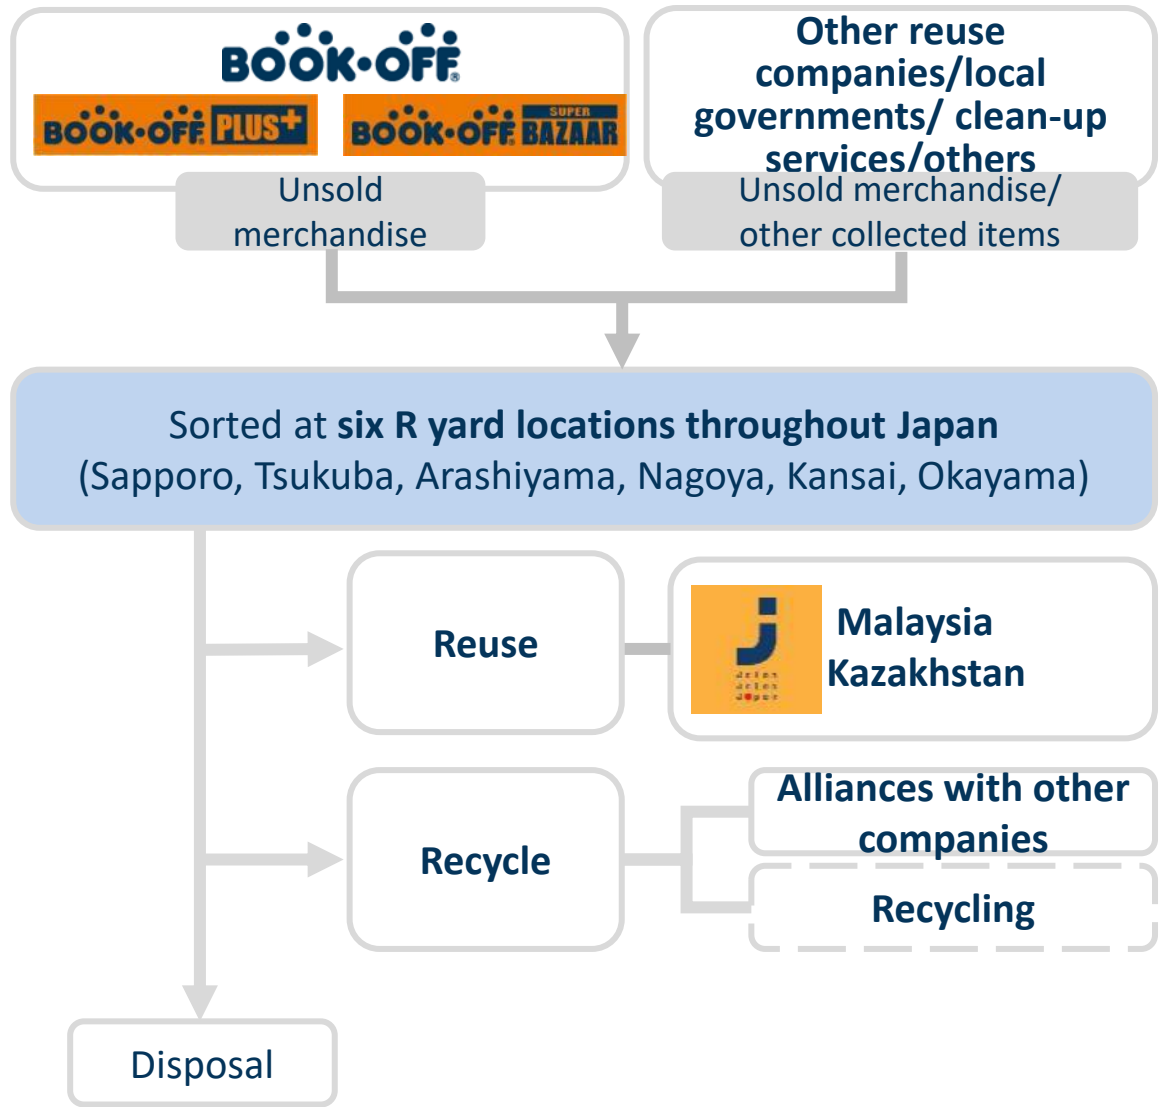 BOOK•OFF®
BOOK•OFF PLUS+
BOOK•OFF SUPER BAZAAR
Other reuse
companies/local
governments/ clean-up
services/others
Unsold
merchandise
Unsold merchandise/
other collected items
Sorted at six R yard locations throughout Japan
(Sapporo, Tsukuba, Arashiyama, Nagoya, Kansai, Okayama)
Reuse
Malaysia
Kazakhstan
Recycle
Alliances with other
companies
Recycling
Disposal